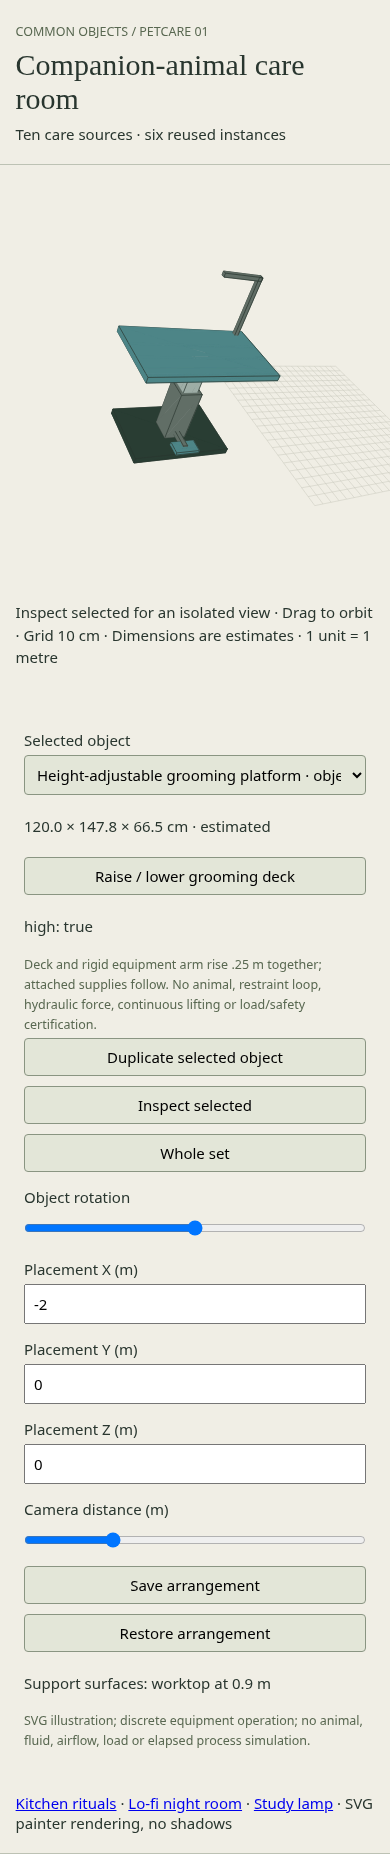 COMMON OBJECTS / PETCARE 01
Companion-animal care
room
Ten care sources · six reused instances
Inspect selected for an isolated view · Drag to orbit
· Grid 10 cm · Dimensions are estimates · 1 unit = 1
metre
Selected object
Height-adjustable grooming platform · obje
120.0 × 147.8 × 66.5 cm · estimated
Raise / lower grooming deck
high: true
Deck and rigid equipment arm rise .25 m together;
attached supplies follow. No animal, restraint loop,
hydraulic force, continuous lifting or load/safety
certification.
Duplicate selected object
Inspect selected
Whole set
Object rotation
Placement X (m)
-2
Placement Y (m)
0
Placement Z (m)
0
Camera distance (m)
Save arrangement
Restore arrangement
Support surfaces: worktop at 0.9 m
SVG illustration; discrete equipment operation; no animal,
fluid, airflow, load or elapsed process simulation.
Kitchen rituals · Lo-fi night room · Study lamp · SVG
painter rendering, no shadows